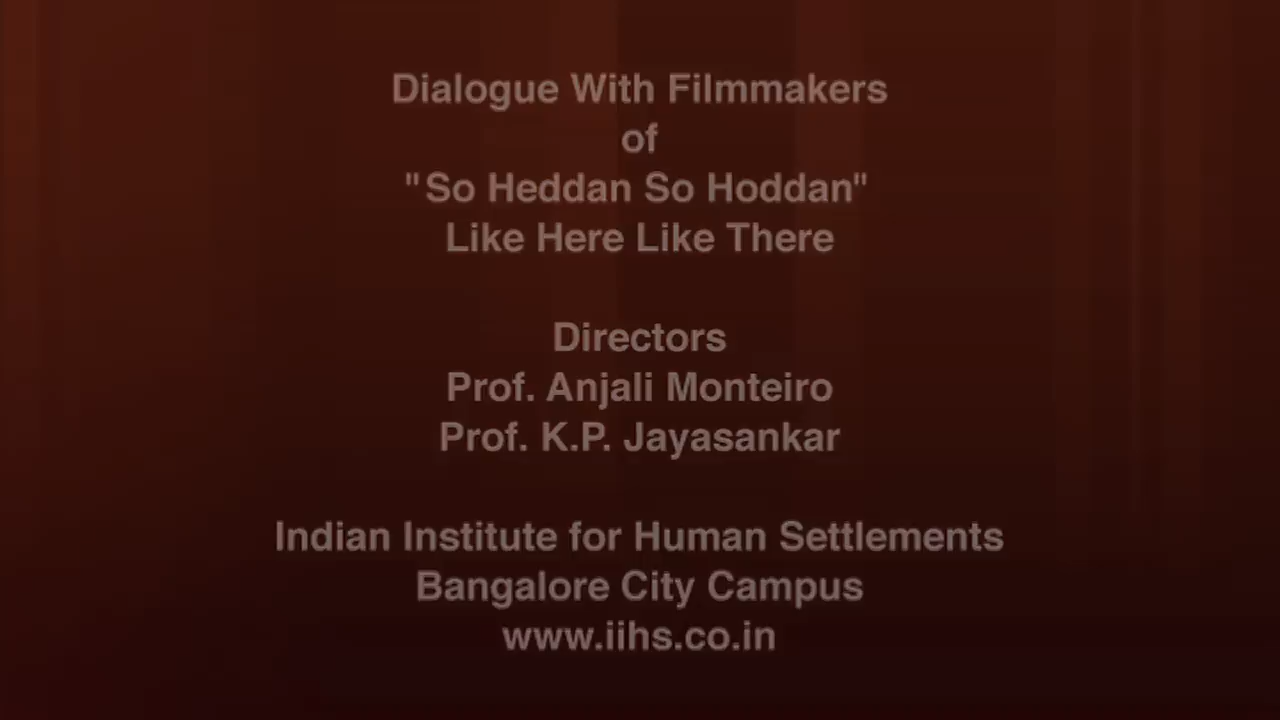 Dialogue With Filmmakers
of
"So Heddan So Hoddan"
Like Here Like There
Directors
Prof. Anjali Monteiro
Prof. K.P. Jayasankar
Indian Institute for Human Settlements
Bangalore City Campus
www.iihs.co.in